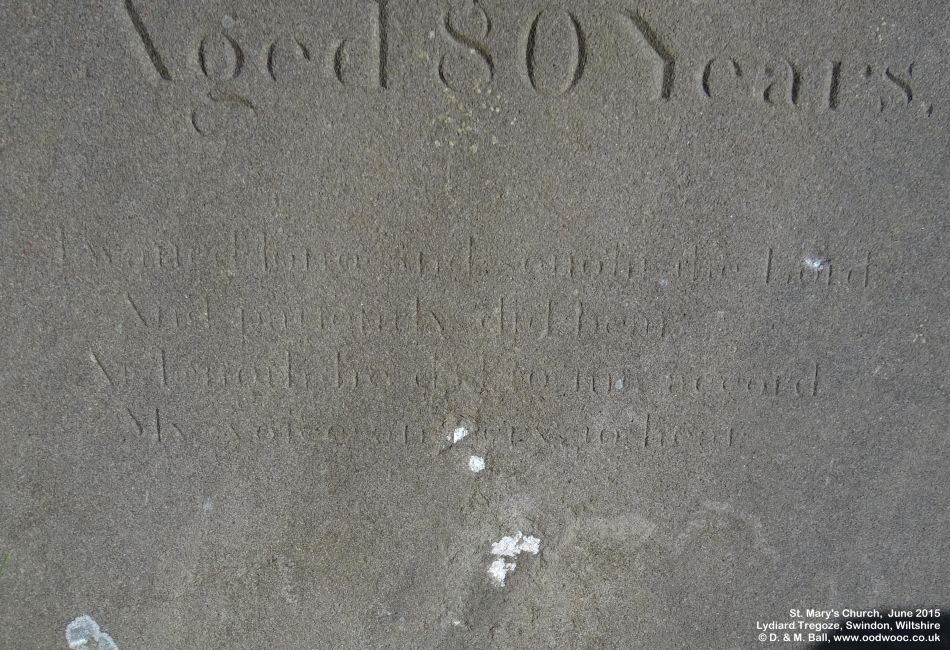 Aged 80 Years.
I waited long and sought the Lord
And patiently did bear
he did to me accord
My voice and cry to hear
St. Mary's Church, June 2015
Lydiard Tregoze, Swindon, Wiltshire
© D. & M. Ball, www.oodwooc.co.uk